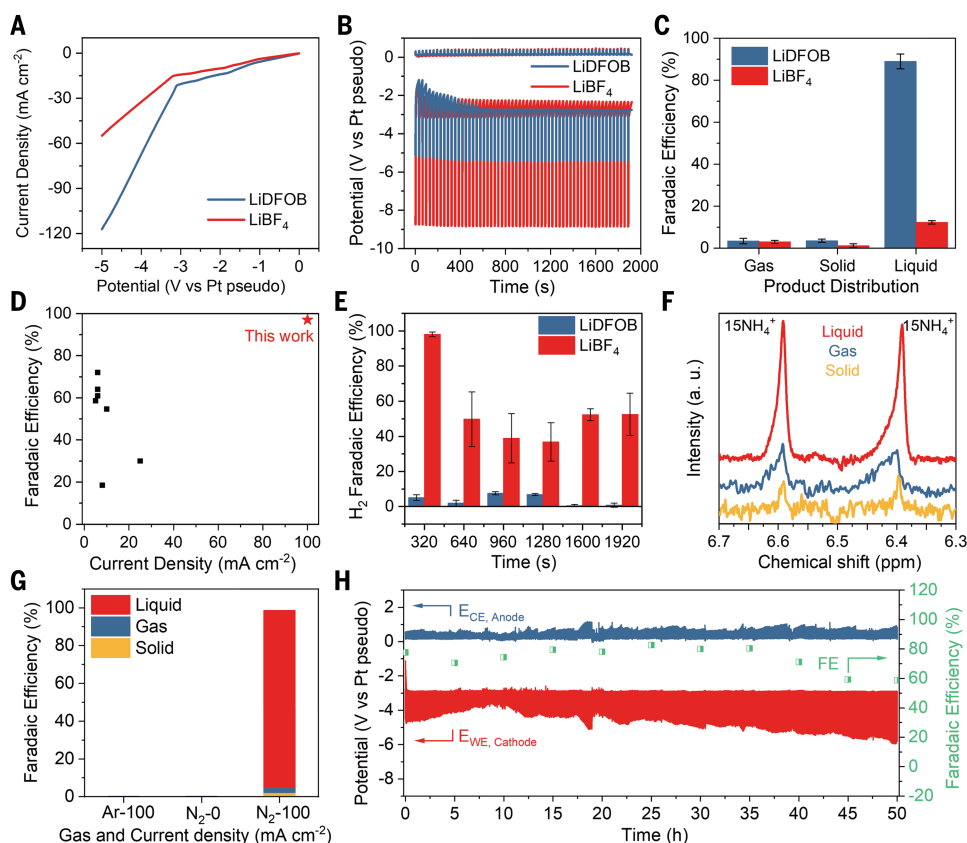 A
Current Density (mA cm-2)
0
-30
-60
-90
-120
LiDFOB
LiBF4
-5 -4 -3 -2 -1 0
Potential (V vs Pt pseudo)
B
Potential (V vs Pt pseudo)
2
0
-2
-4
-6
-8
-10
LiDFOB
LiBF4
0 400 800 1200 1600 2000
Time (s)
C
Faradaic Efficiency (%)
100
80
60
40
20
0
LiDFOB
LiBF4
Gas Solid Liquid
Product Distribution
D
Faradaic Efficiency (%)
100
80
60
40
20
0
This work
0 20 40 60 80 100
Current Density (mA cm-2)
E
H2 Faradaic Efficiency (%)
100
80
60
40
20
0
LiDFOB
LiBF4
320 640 960 1280 1600 1920
Time (s)
F
Intensity (a. u.)
15NH4+ 15NH4+
Liquid
Gas
Solid
6.7 6.6 6.5 6.4 6.3
Chemical shift (ppm)
G
Faradaic Efficiency (%)
100
80
60
40
20
0
Liquid
Gas
Solid
Ar-100 N2-0 N2-100
Gas and Current density (mA cm-2)
H
Potential (V vs Pt pseudo)
2
0
-2
-4
-6
-8
ECE, Anode
FE
EWE, Cathode
120
100
80
60
40
20
0
-20
Faradaic Efficiency (%)
0 5 10 15 20 25 30 35 40 45 50
Time (h)